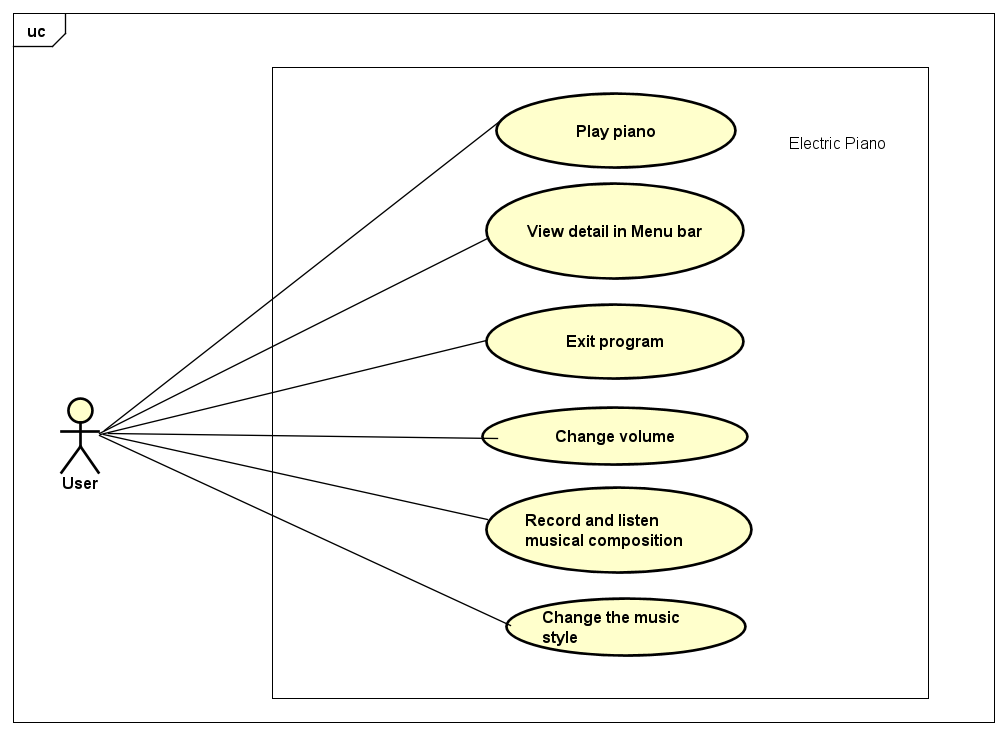 uc
Play piano
Electric Piano
View detail in Menu bar
Exit program
Change volume
User
Record and listen
musical composition
Change the music
style